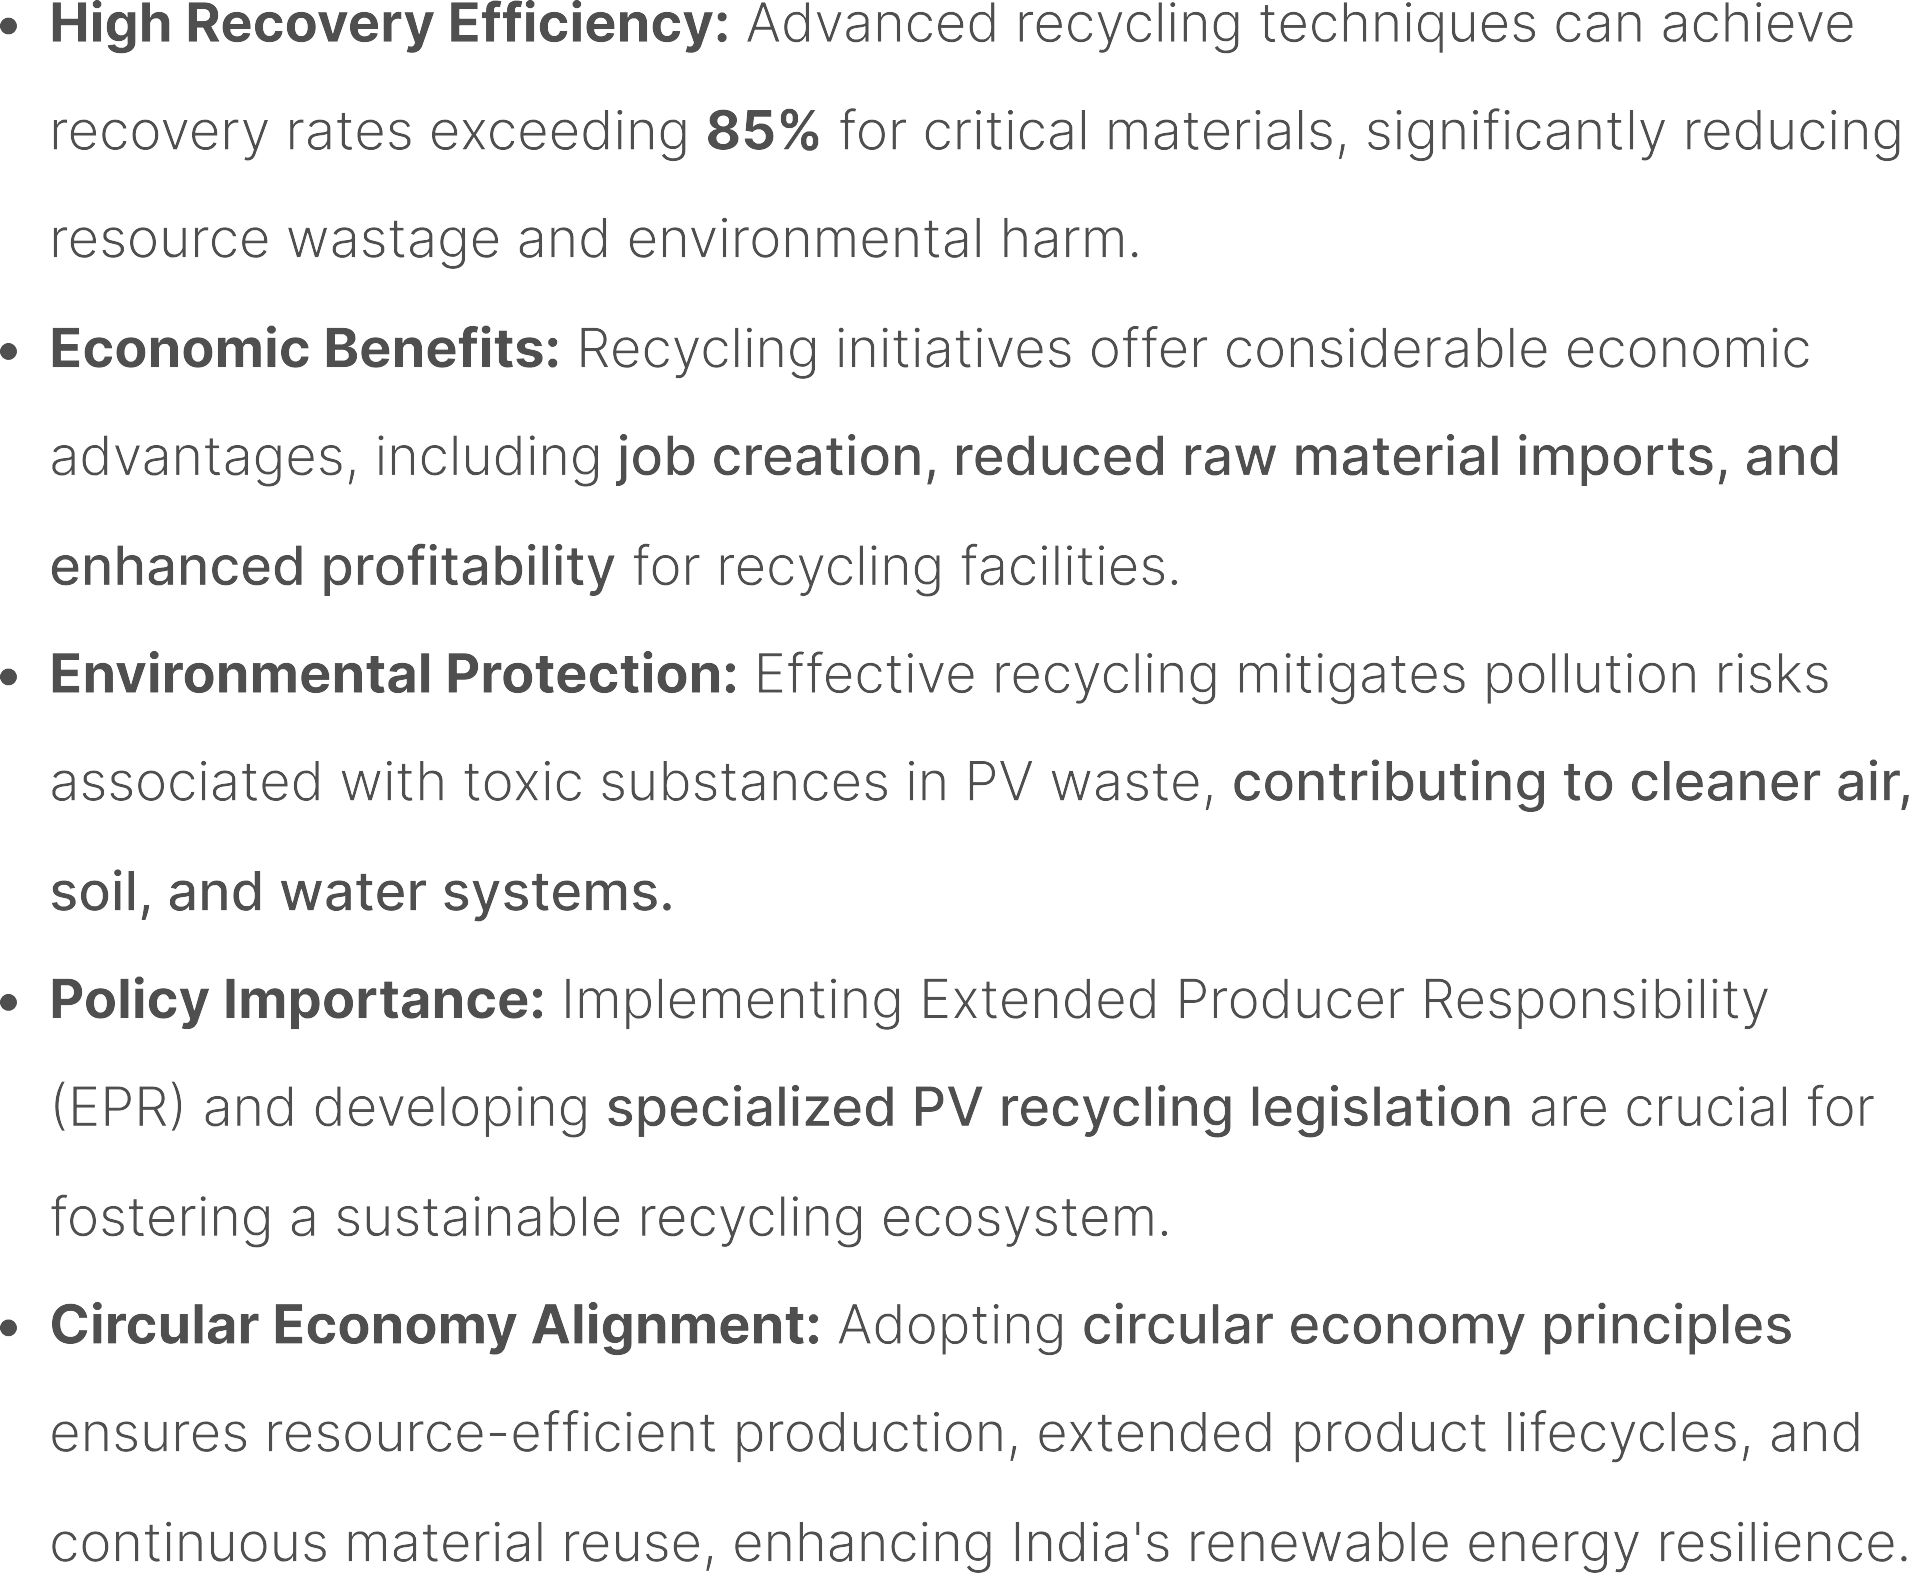 • High Recovery Efficiency: Advanced recycling techniques can achieve
recovery rates exceeding 85% for critical materials, significantly reducing
resource wastage and environmental harm.
• Economic Benefits: Recycling initiatives offer considerable economic
advantages, including job creation, reduced raw material imports, and
enhanced profitability for recycling facilities.
• Environmental Protection: Effective recycling mitigates pollution risks
associated with toxic substances in PV waste, contributing to cleaner air,
soil, and water systems.
• Policy Importance: Implementing Extended Producer Responsibility
(EPR) and developing specialized PV recycling legislation are crucial for
fostering a sustainable recycling ecosystem.
• Circular Economy Alignment: Adopting circular economy principles
ensures resource-efficient production, extended product lifecycles, and
continuous material reuse, enhancing India's renewable energy resilience.